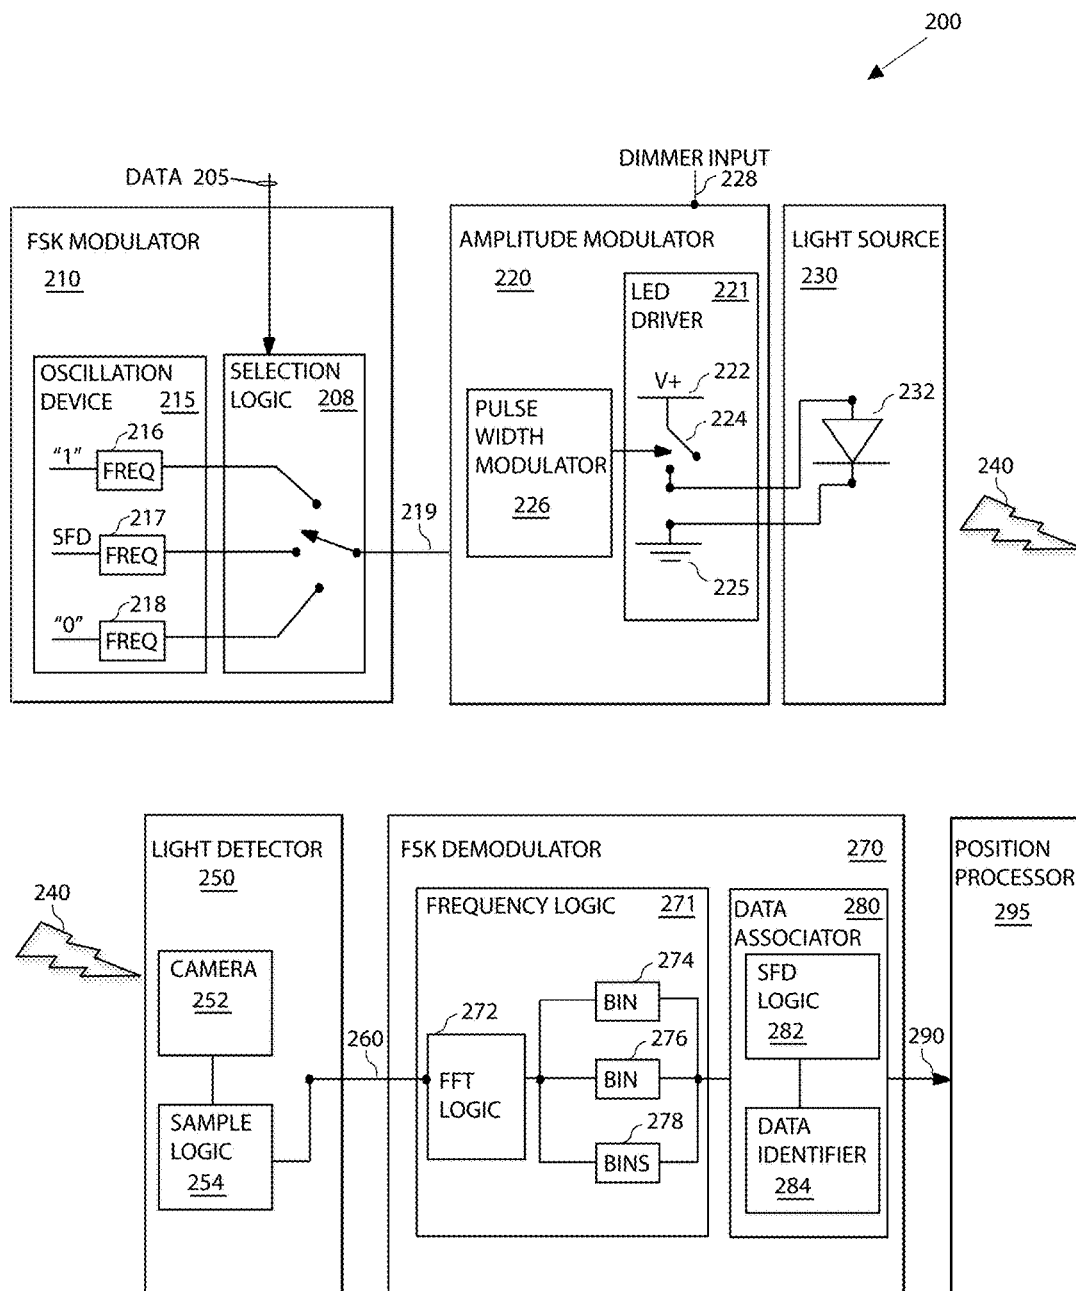 200
DIMMER INPUT
228
DATA 205
FSK MODULATOR
210
OSCILLATION
DEVICE 215
"1"
216
FREQ
SFD
217
FREQ
"0"
218
FREQ
SELECTION
LOGIC 208
219
AMPLITUDE MODULATOR
220
PULSE
WIDTH
MODULATOR
226
LED
DRIVER
221
V+
222
224
225
LIGHT SOURCE
230
232
240
240
LIGHT DETECTOR
250
CAMERA
252
SAMPLE
LOGIC
254
260
FSK DEMODULATOR
270
FREQUENCY LOGIC
271
272
FFT
LOGIC
274
BIN
276
BIN
278
BINS
DATA
ASSOCIATOR
280
SFD
LOGIC
282
DATA
IDENTIFIER
284
290
POSITION
PROCESSOR
295